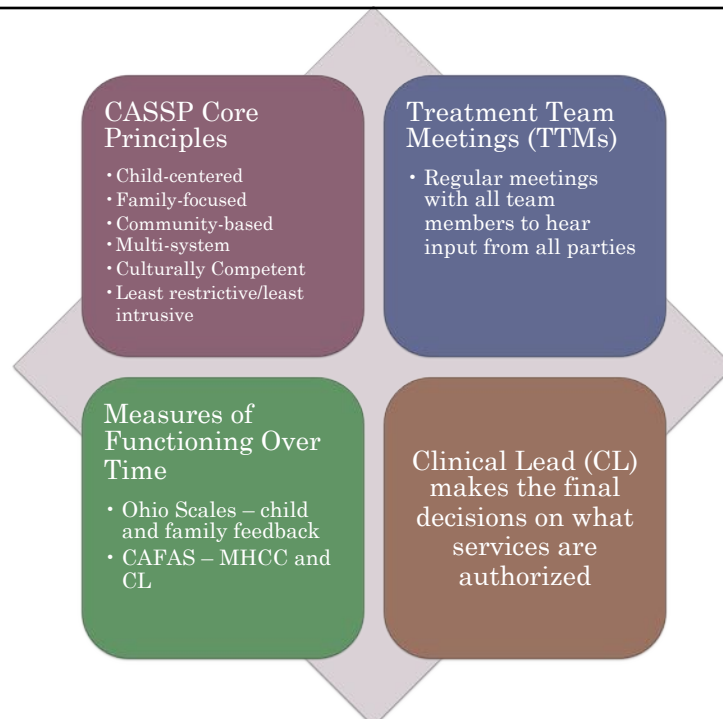 CASSP Core
Principles
• Child-centered
• Family-focused
• Community-based
• Multi-system
• Culturally Competent
• Least restrictive/least
intrusive
Treatment Team
Meetings (TTMs)
• Regular meetings
with all team
members to hear
input from all parties
Measures of
Functioning Over
Time
• Ohio Scales – child
and family feedback
• CAFAS – MHCC and
CL
Clinical Lead (CL)
makes the final
decisions on what
services are
authorized